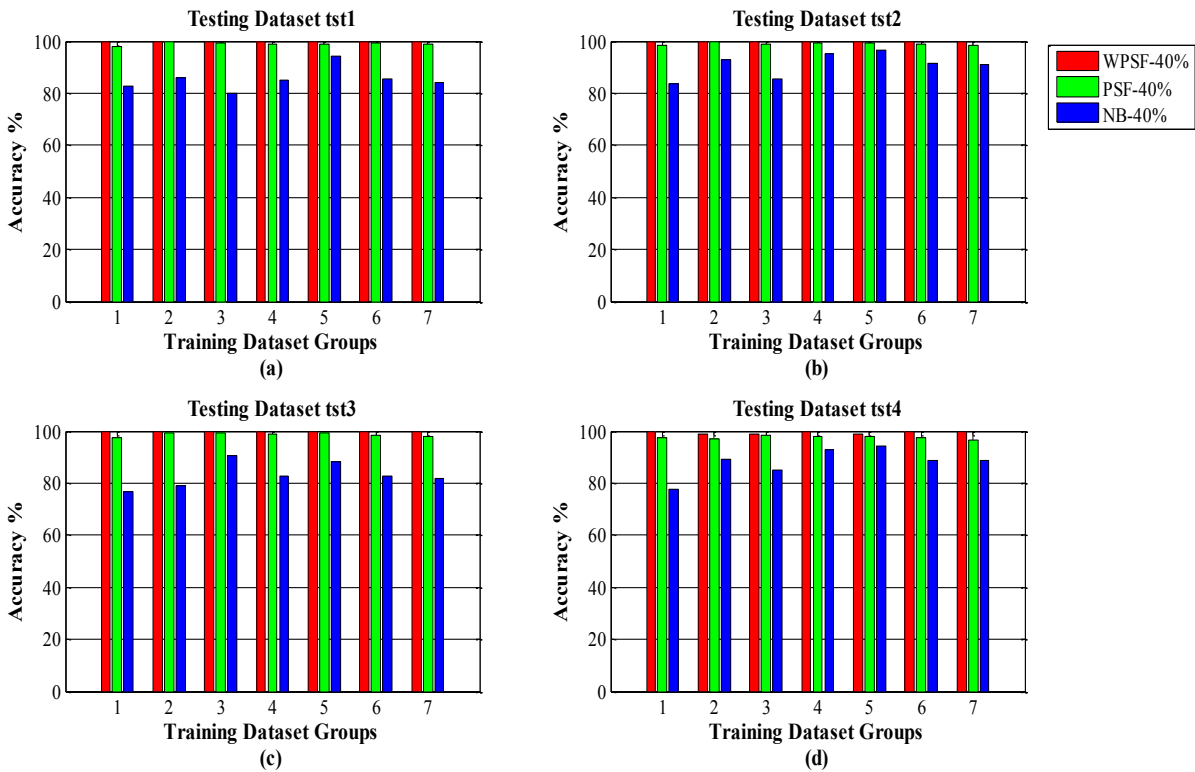 Testing Dataset tst1
100
80
60
40
20
0
Accuracy %
1 2 3 4 5 6 7
Training Dataset Groups
(a)
Testing Dataset tst2
100
80
60
40
20
0
Accuracy %
1 2 3 4 5 6 7
Training Dataset Groups
(b)
WPSF-40%
PSF-40%
NB-40%
Testing Dataset tst3
100
80
60
40
20
0
Accuracy %
1 2 3 4 5 6 7
Training Dataset Groups
(c)
Testing Dataset tst4
100
80
60
40
20
0
Accuracy %
1 2 3 4 5 6 7
Training Dataset Groups
(d)